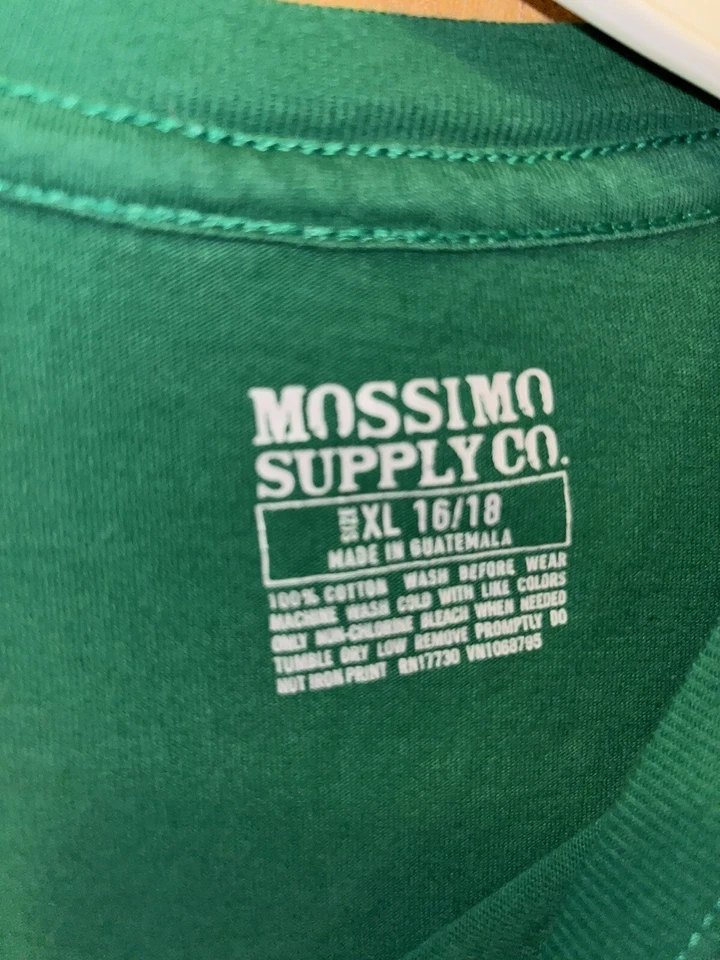 MOSSIMO
SUPPLY CO.
SIZE XL 16/18
MADE IN GUATEMALA
100% COTTON WASH BEFORE WEAR
MACHINE WASH COLD WITH LIKE COLORS
ONLY NON-CHLORINE BLEACH WHEN NEEDED
TUMBLE DRY LOW REMOVE PROMPTLY DO
NOT IRON PRINT RN17730 VN1068795